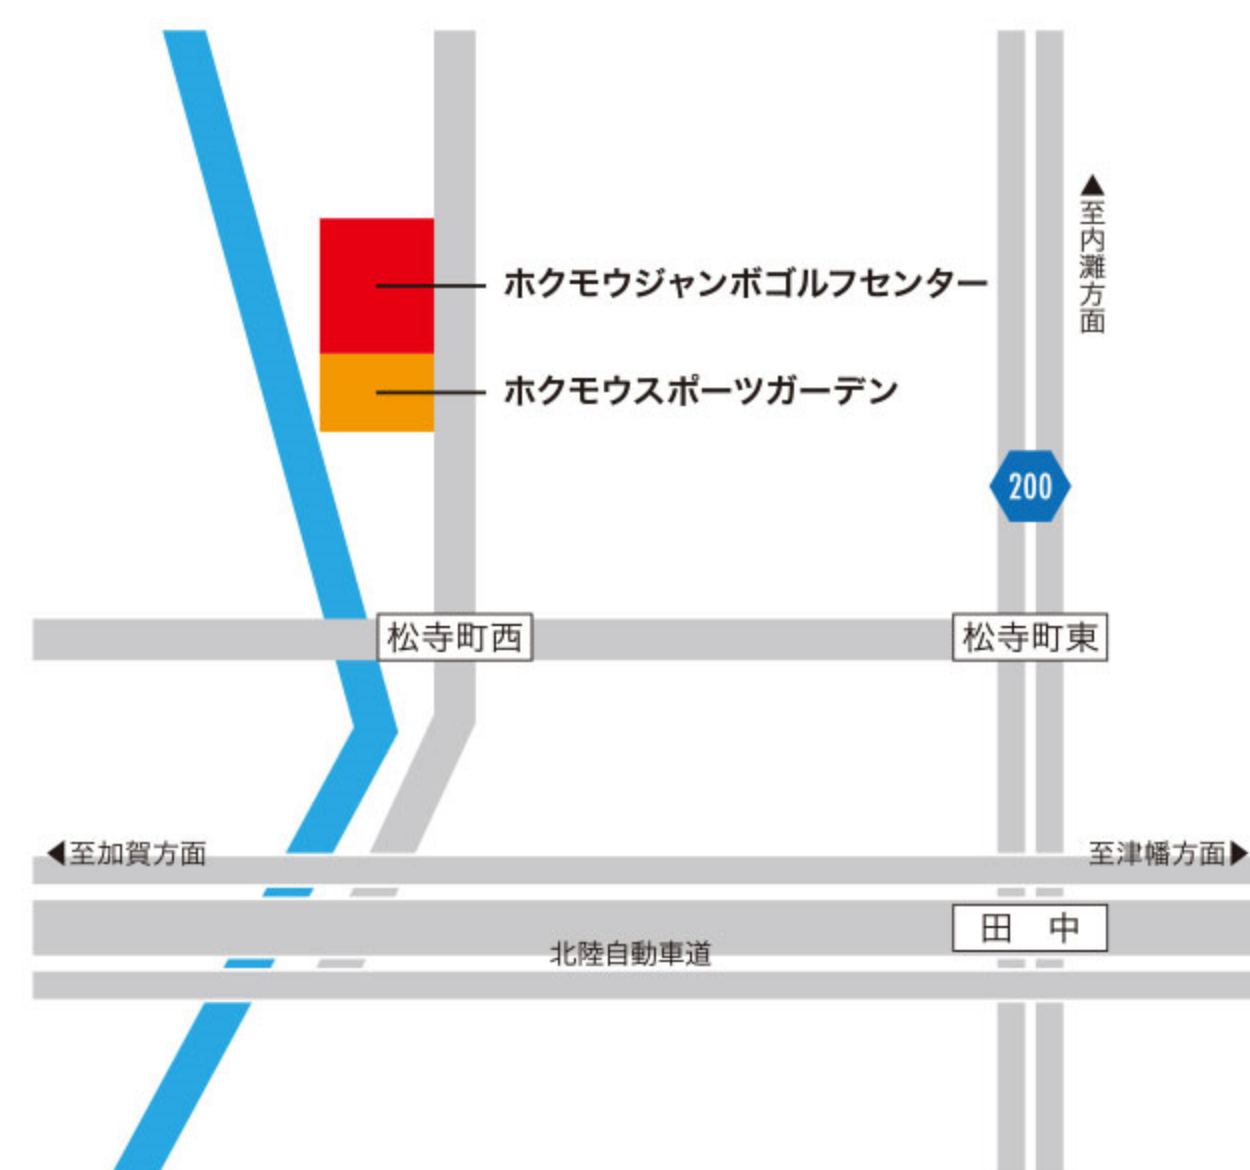 ▲至内灘方面
ホクモウジャンボゴルフセンター
ホクモウスポーツガーデン
200
松寺町西
松寺町東
◀至加賀方面
至津幡方面▶
田　中
北陸自動車道